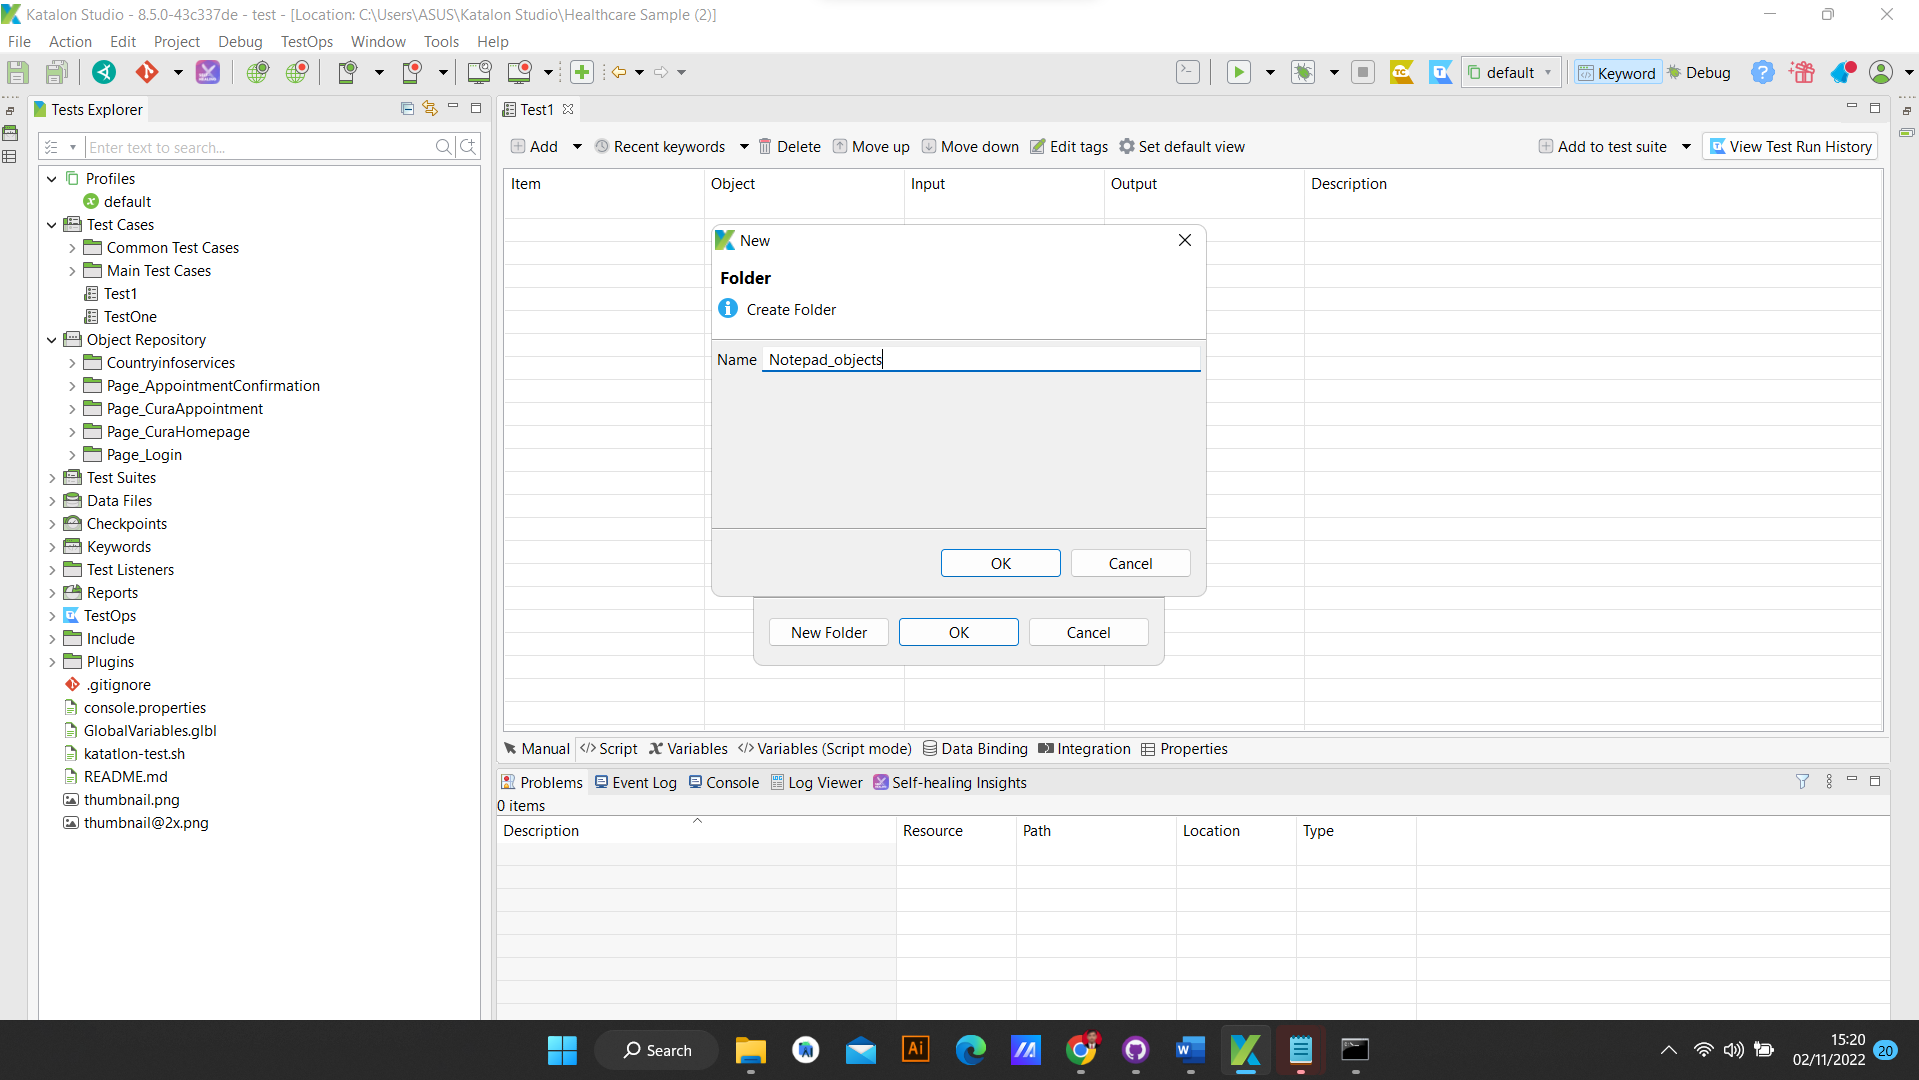 Katalon Studio - 8.5.0-43c337de - test - [Location: C:\Users\ASUS\Katalon Studio\Healthcare Sample (2)]
File Action Edit Project Debug TestOps Window Tools Help
default
Keyword
Debug
Tests Explorer
Test1
Enter text to search...
Add
Recent keywords
Delete
Move up
Move down
Edit tags
Set default view
Add to test suite
View Test Run History
Item Object Input Output Description
Profiles
default
Test Cases
Common Test Cases
Main Test Cases
Test1
TestOne
Object Repository
Countryinfoservices
Page_AppointmentConfirmation
Page_CuraAppointment
Page_CuraHomepage
Page_Login
Test Suites
Data Files
Checkpoints
Keywords
Test Listeners
Reports
TestOps
Include
Plugins
.gitignore
console.properties
GlobalVariables.glbl
katatlon-test.sh
README.md
thumbnail.png
thumbnail@2x.png
New
Folder
Create Folder
Name Notepad_objects
OK Cancel
New Folder OK Cancel
Manual Script Variables Variables (Script mode) Data Binding Integration Properties
Problems Event Log Console Log Viewer Self-healing Insights
0 items
Description Resource Path Location Type
Search
Ai
15:20
02/11/2022
20